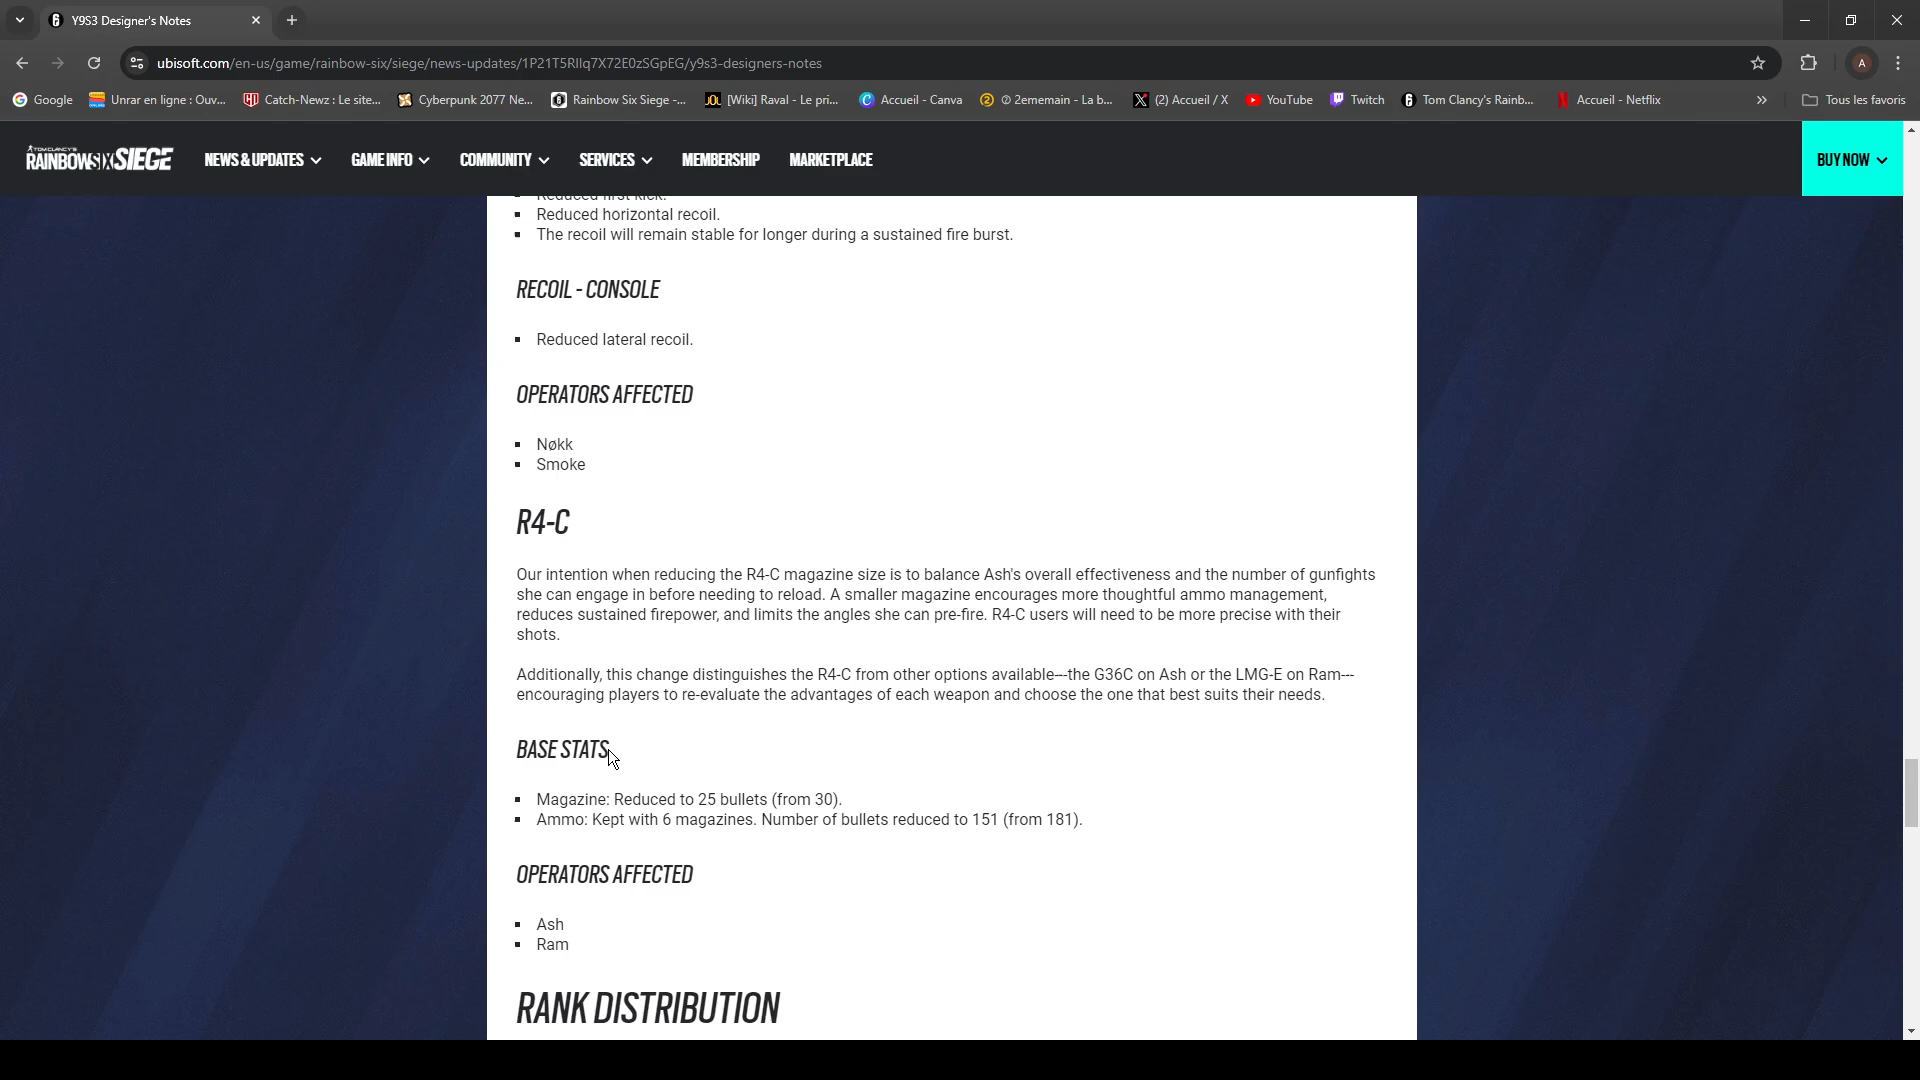 Y9S3 Designer's Notes
ubisoft.com/en-us/game/rainbow-six/siege/news-updates/1P21T5RIlq7X72E0zSGpEG/y9s3-designers-notes
A
Google
Unrar en ligne : Ouv...
Catch-Newz : Le site...
Cyberpunk 2077 Ne...
Rainbow Six Siege -...
JOL [Wiki] Raval - Le pri...
Accueil - Canva
② 2ememain - La b...
(2) Accueil / X
YouTube
Twitch
Tom Clancy's Rainb...
Accueil - Netflix
Tous les favoris
TOM CLANCY'S
RAINBOWSIX SIEGE
NEWS & UPDATES
GAME INFO
COMMUNITY
SERVICES
MEMBERSHIP
MARKETPLACE
BUY NOW
Reduced first kick.
Reduced horizontal recoil.
The recoil will remain stable for longer during a sustained fire burst.
RECOIL - CONSOLE
Reduced lateral recoil.
OPERATORS AFFECTED
Nøkk
Smoke
R4-C
Our intention when reducing the R4-C magazine size is to balance Ash's overall effectiveness and the number of gunfights
she can engage in before needing to reload. A smaller magazine encourages more thoughtful ammo management,
reduces sustained firepower, and limits the angles she can pre-fire. R4-C users will need to be more precise with their
shots.
Additionally, this change distinguishes the R4-C from other options available---the G36C on Ash or the LMG-E on Ram---
encouraging players to re-evaluate the advantages of each weapon and choose the one that best suits their needs.
BASE STATS
Magazine: Reduced to 25 bullets (from 30).
Ammo: Kept with 6 magazines. Number of bullets reduced to 151 (from 181).
OPERATORS AFFECTED
Ash
Ram
RANK DISTRIBUTION